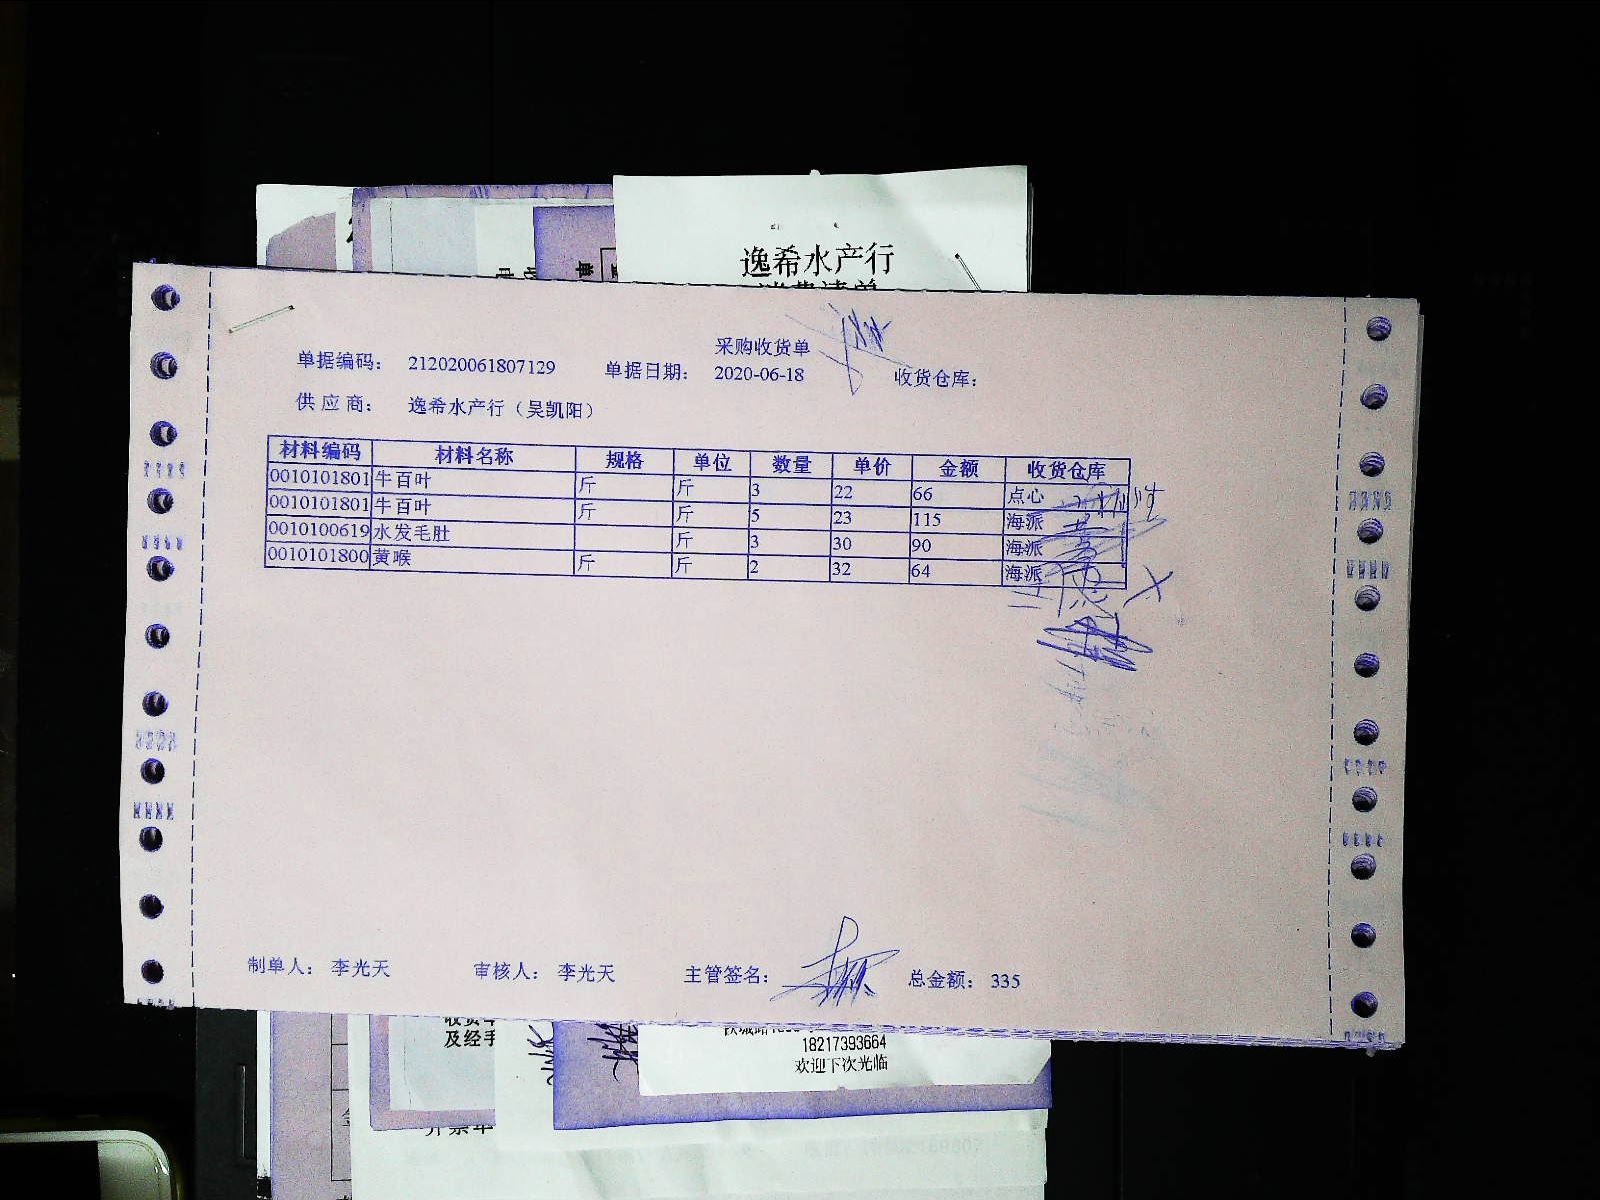 逸希水产行
采购收货单
单据编码： 212020061807129 单据日期： 2020-06-18 收货仓库：
供 应 商： 逸希水产行（吴凯阳）
材料编码 材料名称 规格 单位 数量 单价 金额 收货仓库
0010101801 牛百叶 斤 斤 3 22 66 点心
0010101801 牛百叶 斤 斤 5 23 115 海派
0010100619 水发毛肚 斤 3 30 90 海派
0010101800 黄喉 斤 斤 2 32 64 海派
制单人： 李光天 审核人： 李光天 主管签名： 总金额： 335
及经手
18217393664
欢迎下次光临